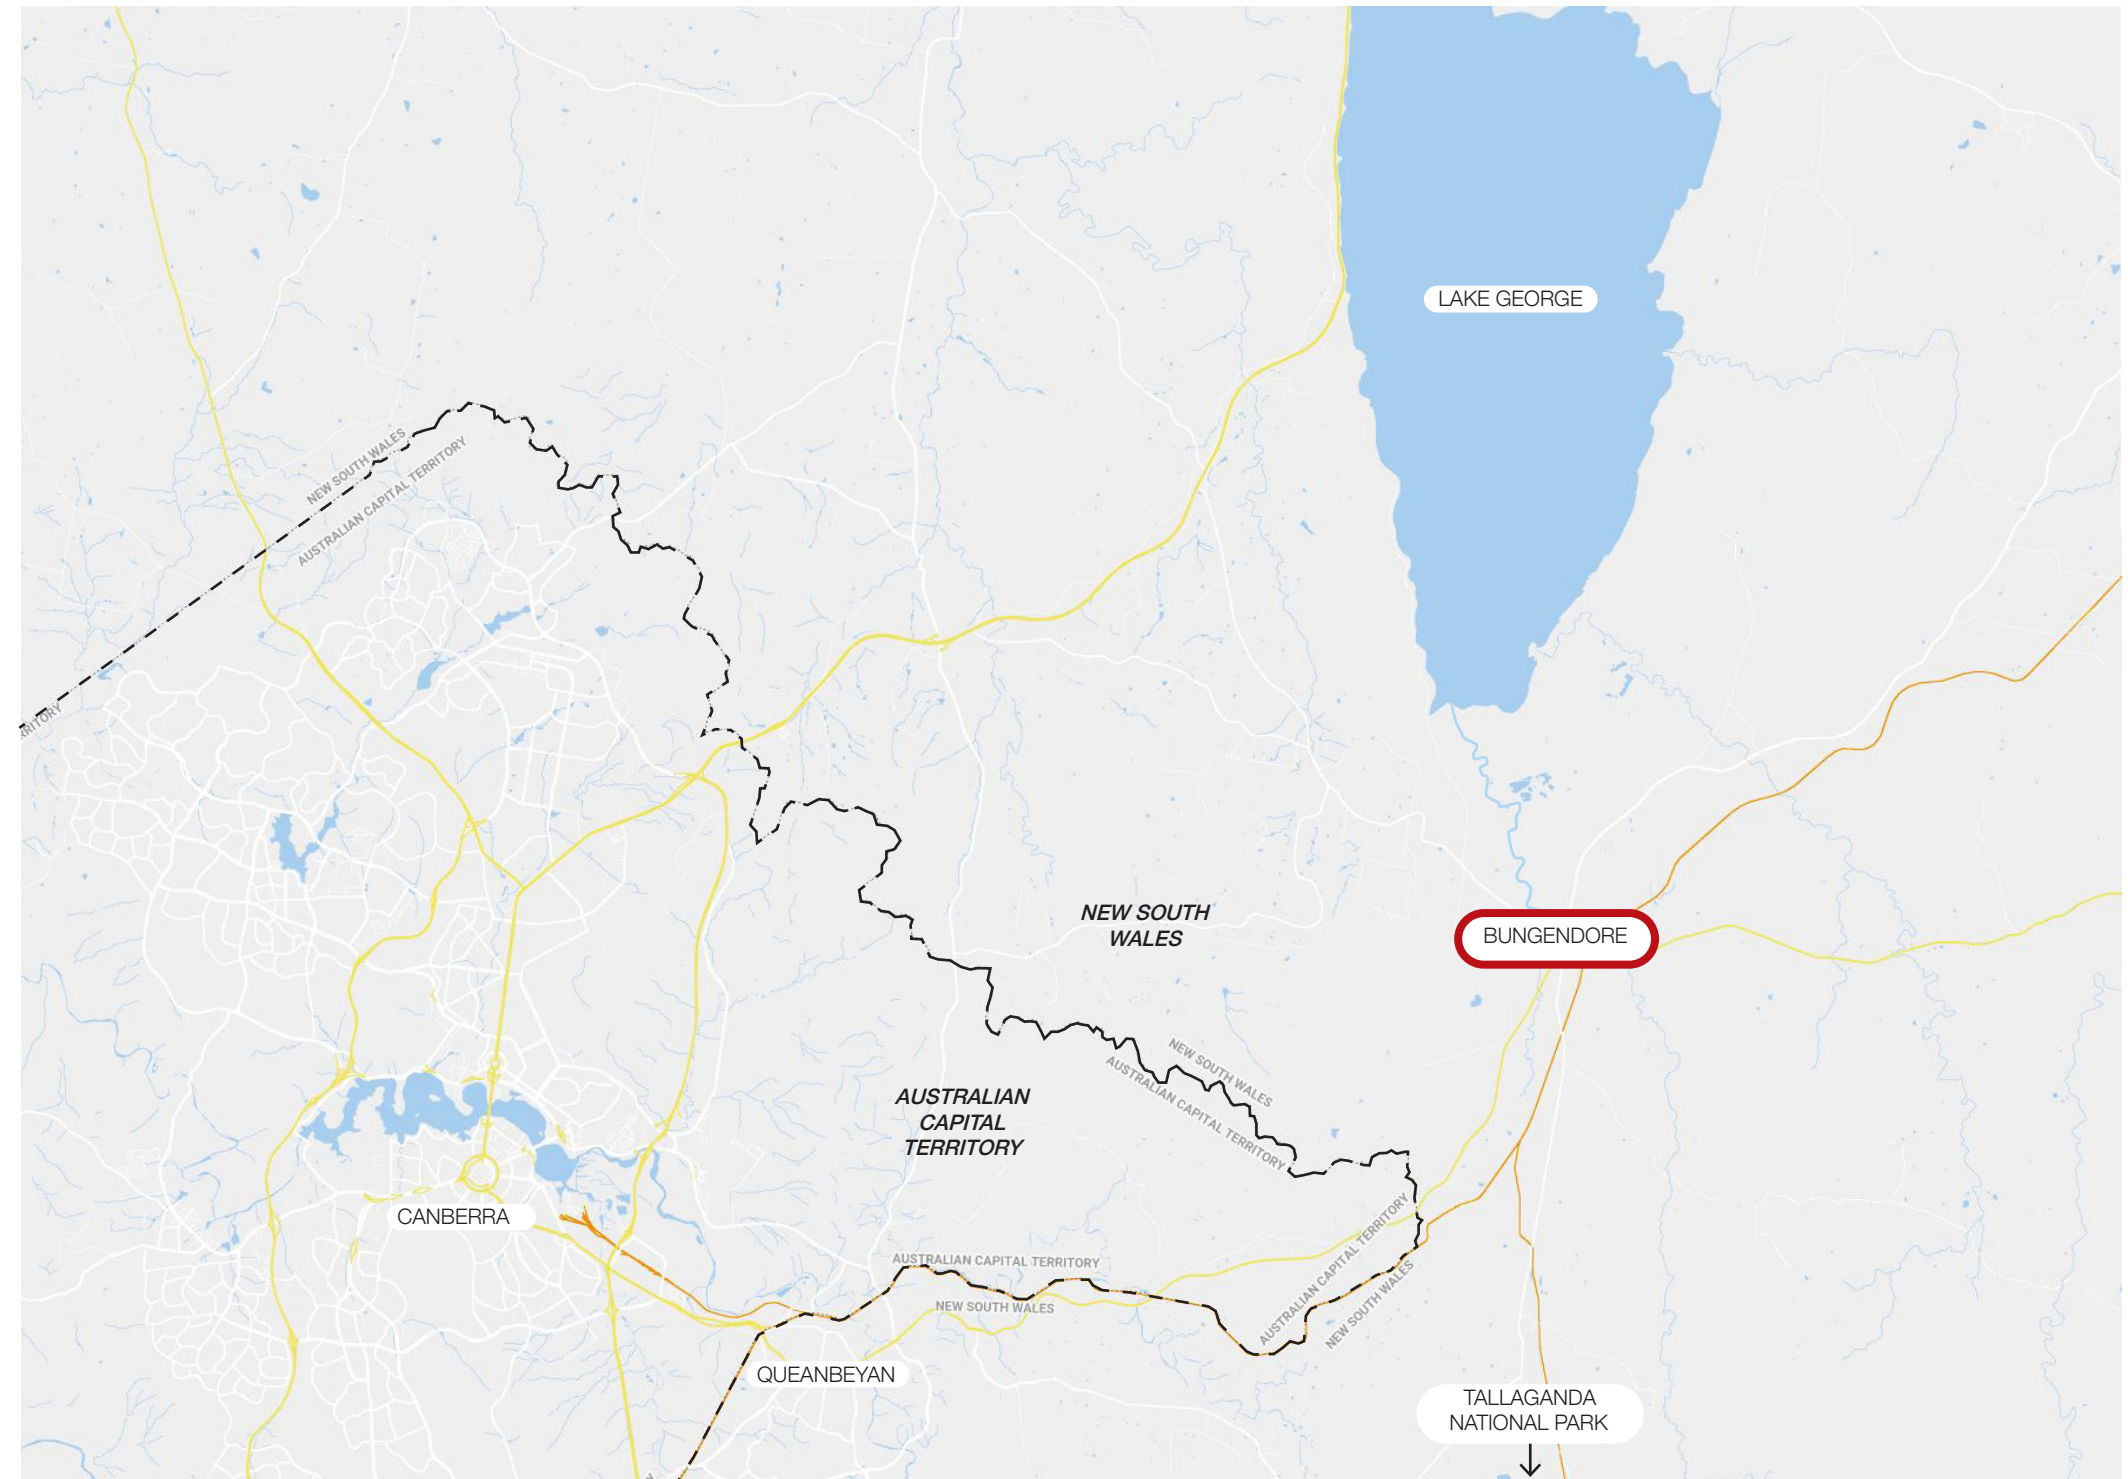 LAKE GEORGE
NEW SOUTH WALES
AUSTRALIAN CAPITAL TERRITORY
RRITORY
NEW SOUTH
WALES
BUNGENDORE
NEW SOUTH WALES
AUSTRALIAN CAPITAL TERRITORY
AUSTRALIAN
CAPITAL
TERRITORY
CANBERRA
AUSTRALIAN CAPITAL TERRITORY
NEW SOUTH WALES
AUSTRALIAN CAPITAL TERRITORY
NEW SOUTH WALES
QUEANBEYAN
TALLAGANDA
NATIONAL PARK